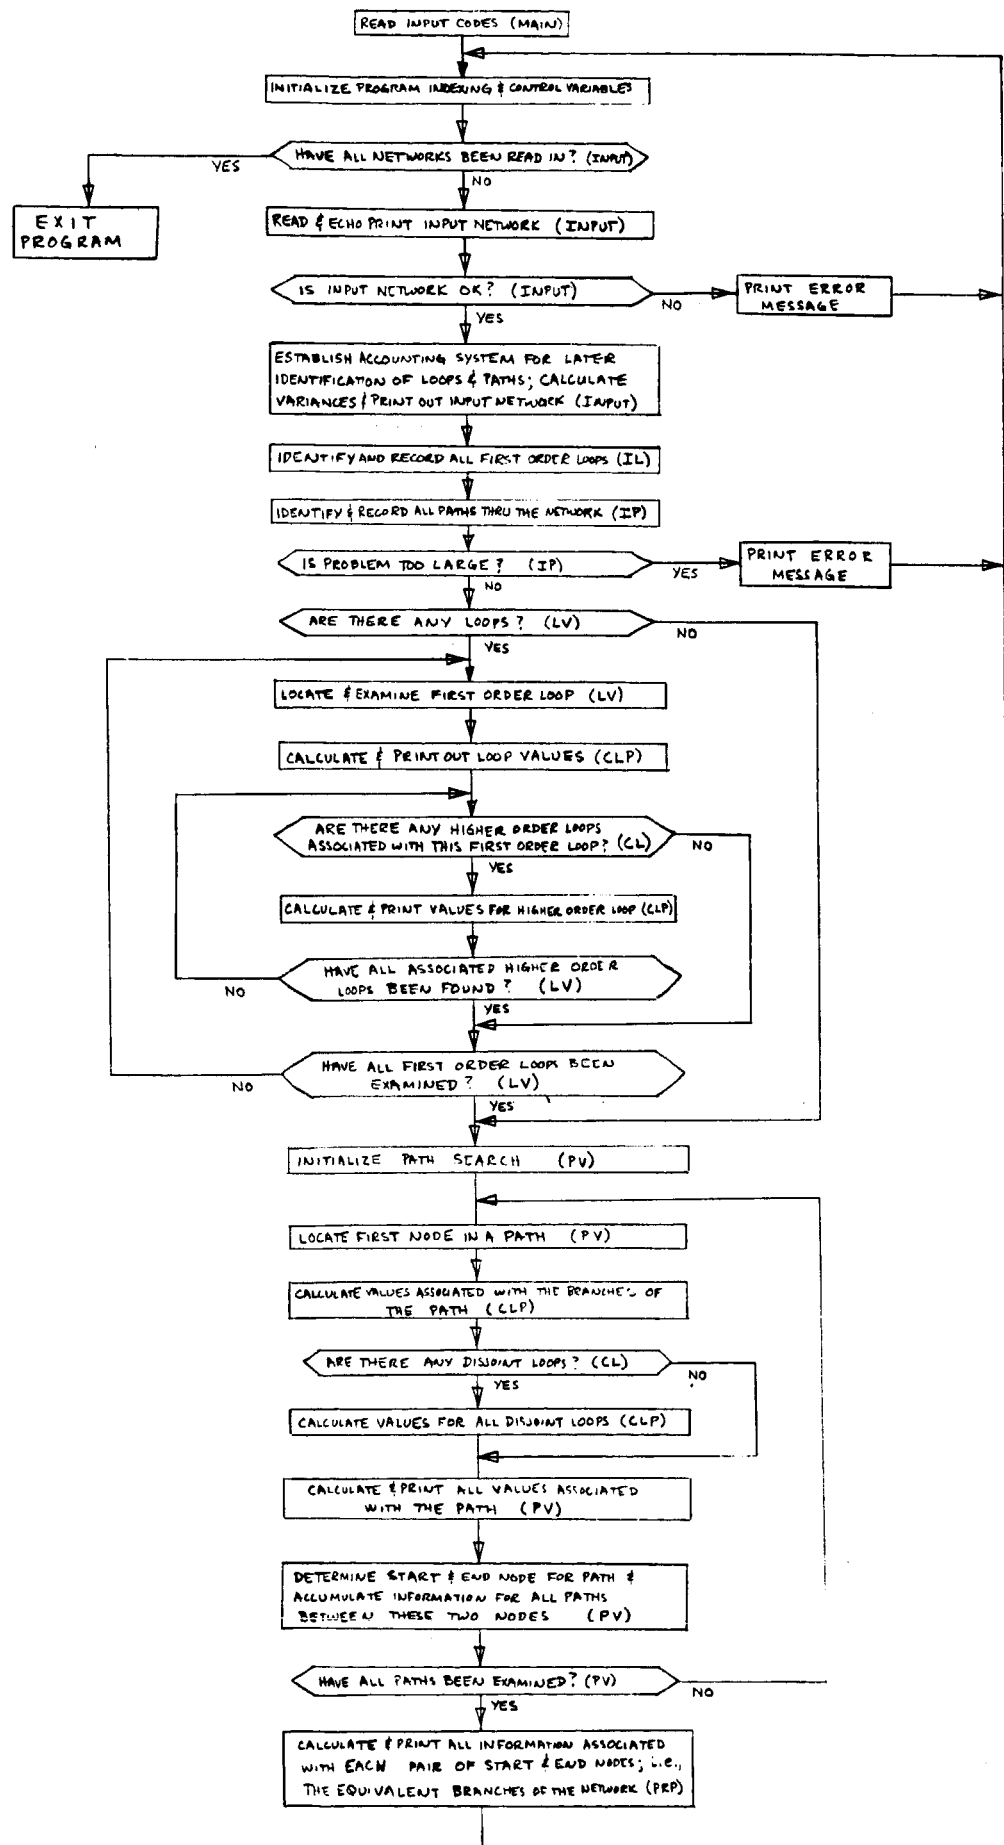 READ INPUT CODES (MAIN)
INITIALIZE PROGRAM INDEXING & CONTROL VARIABLES
HAVE ALL NETWORKS BEEN READ IN? (INPUT)
YES
NO
EXIT
PROGRAM
READ & ECHO PRINT INPUT NETWORK (INPUT)
IS INPUT NETWORK OK? (INPUT)
NO
PRINT ERROR
MESSAGE
YES
ESTABLISH ACCOUNTING SYSTEM FOR LATER
IDENTIFICATION OF LOOPS & PATHS; CALCULATE
VARIANCES & PRINT OUT INPUT NETWORK (INPUT)
IDENTIFY AND RECORD ALL FIRST ORDER LOOPS (IL)
IDENTIFY & RECORD ALL PATHS THRU THE NETWORK (IP)
IS PROBLEM TOO LARGE? (IP)
YES
PRINT ERROR
MESSAGE
NO
ARE THERE ANY LOOPS? (LV)
NO
YES
LOCATE & EXAMINE FIRST ORDER LOOP (LV)
CALCULATE & PRINT OUT LOOP VALUES (CLP)
ARE THERE ANY HIGHER ORDER LOOPS
ASSOCIATED WITH THIS FIRST ORDER LOOP? (CL)
NO
YES
CALCULATE & PRINT VALUES FOR HIGHER ORDER LOOP (CLP)
HAVE ALL ASSOCIATED HIGHER ORDER
LOOPS BEEN FOUND? (LV)
NO
YES
HAVE ALL FIRST ORDER LOOPS BEEN
EXAMINED? (LV)
NO
YES
INITIALIZE PATH SEARCH (PV)
LOCATE FIRST NODE IN A PATH (PV)
CALCULATE VALUES ASSOCIATED WITH THE BRANCHES OF
THE PATH (CLP)
ARE THERE ANY DISJOINT LOOPS? (CL)
NO
YES
CALCULATE VALUES FOR ALL DISJOINT LOOPS (CLP)
CALCULATE & PRINT ALL VALUES ASSOCIATED
WITH THE PATH (PV)
DETERMINE START & END NODE FOR PATH &
ACCUMULATE INFORMATION FOR ALL PATHS
BETWEEN THESE TWO NODES (PV)
HAVE ALL PATHS BEEN EXAMINED? (PV)
NO
YES
CALCULATE & PRINT ALL INFORMATION ASSOCIATED
WITH EACH PAIR OF START & END NODES; i.e.,
THE EQUIVALENT BRANCHES OF THE NETWORK (PRP)